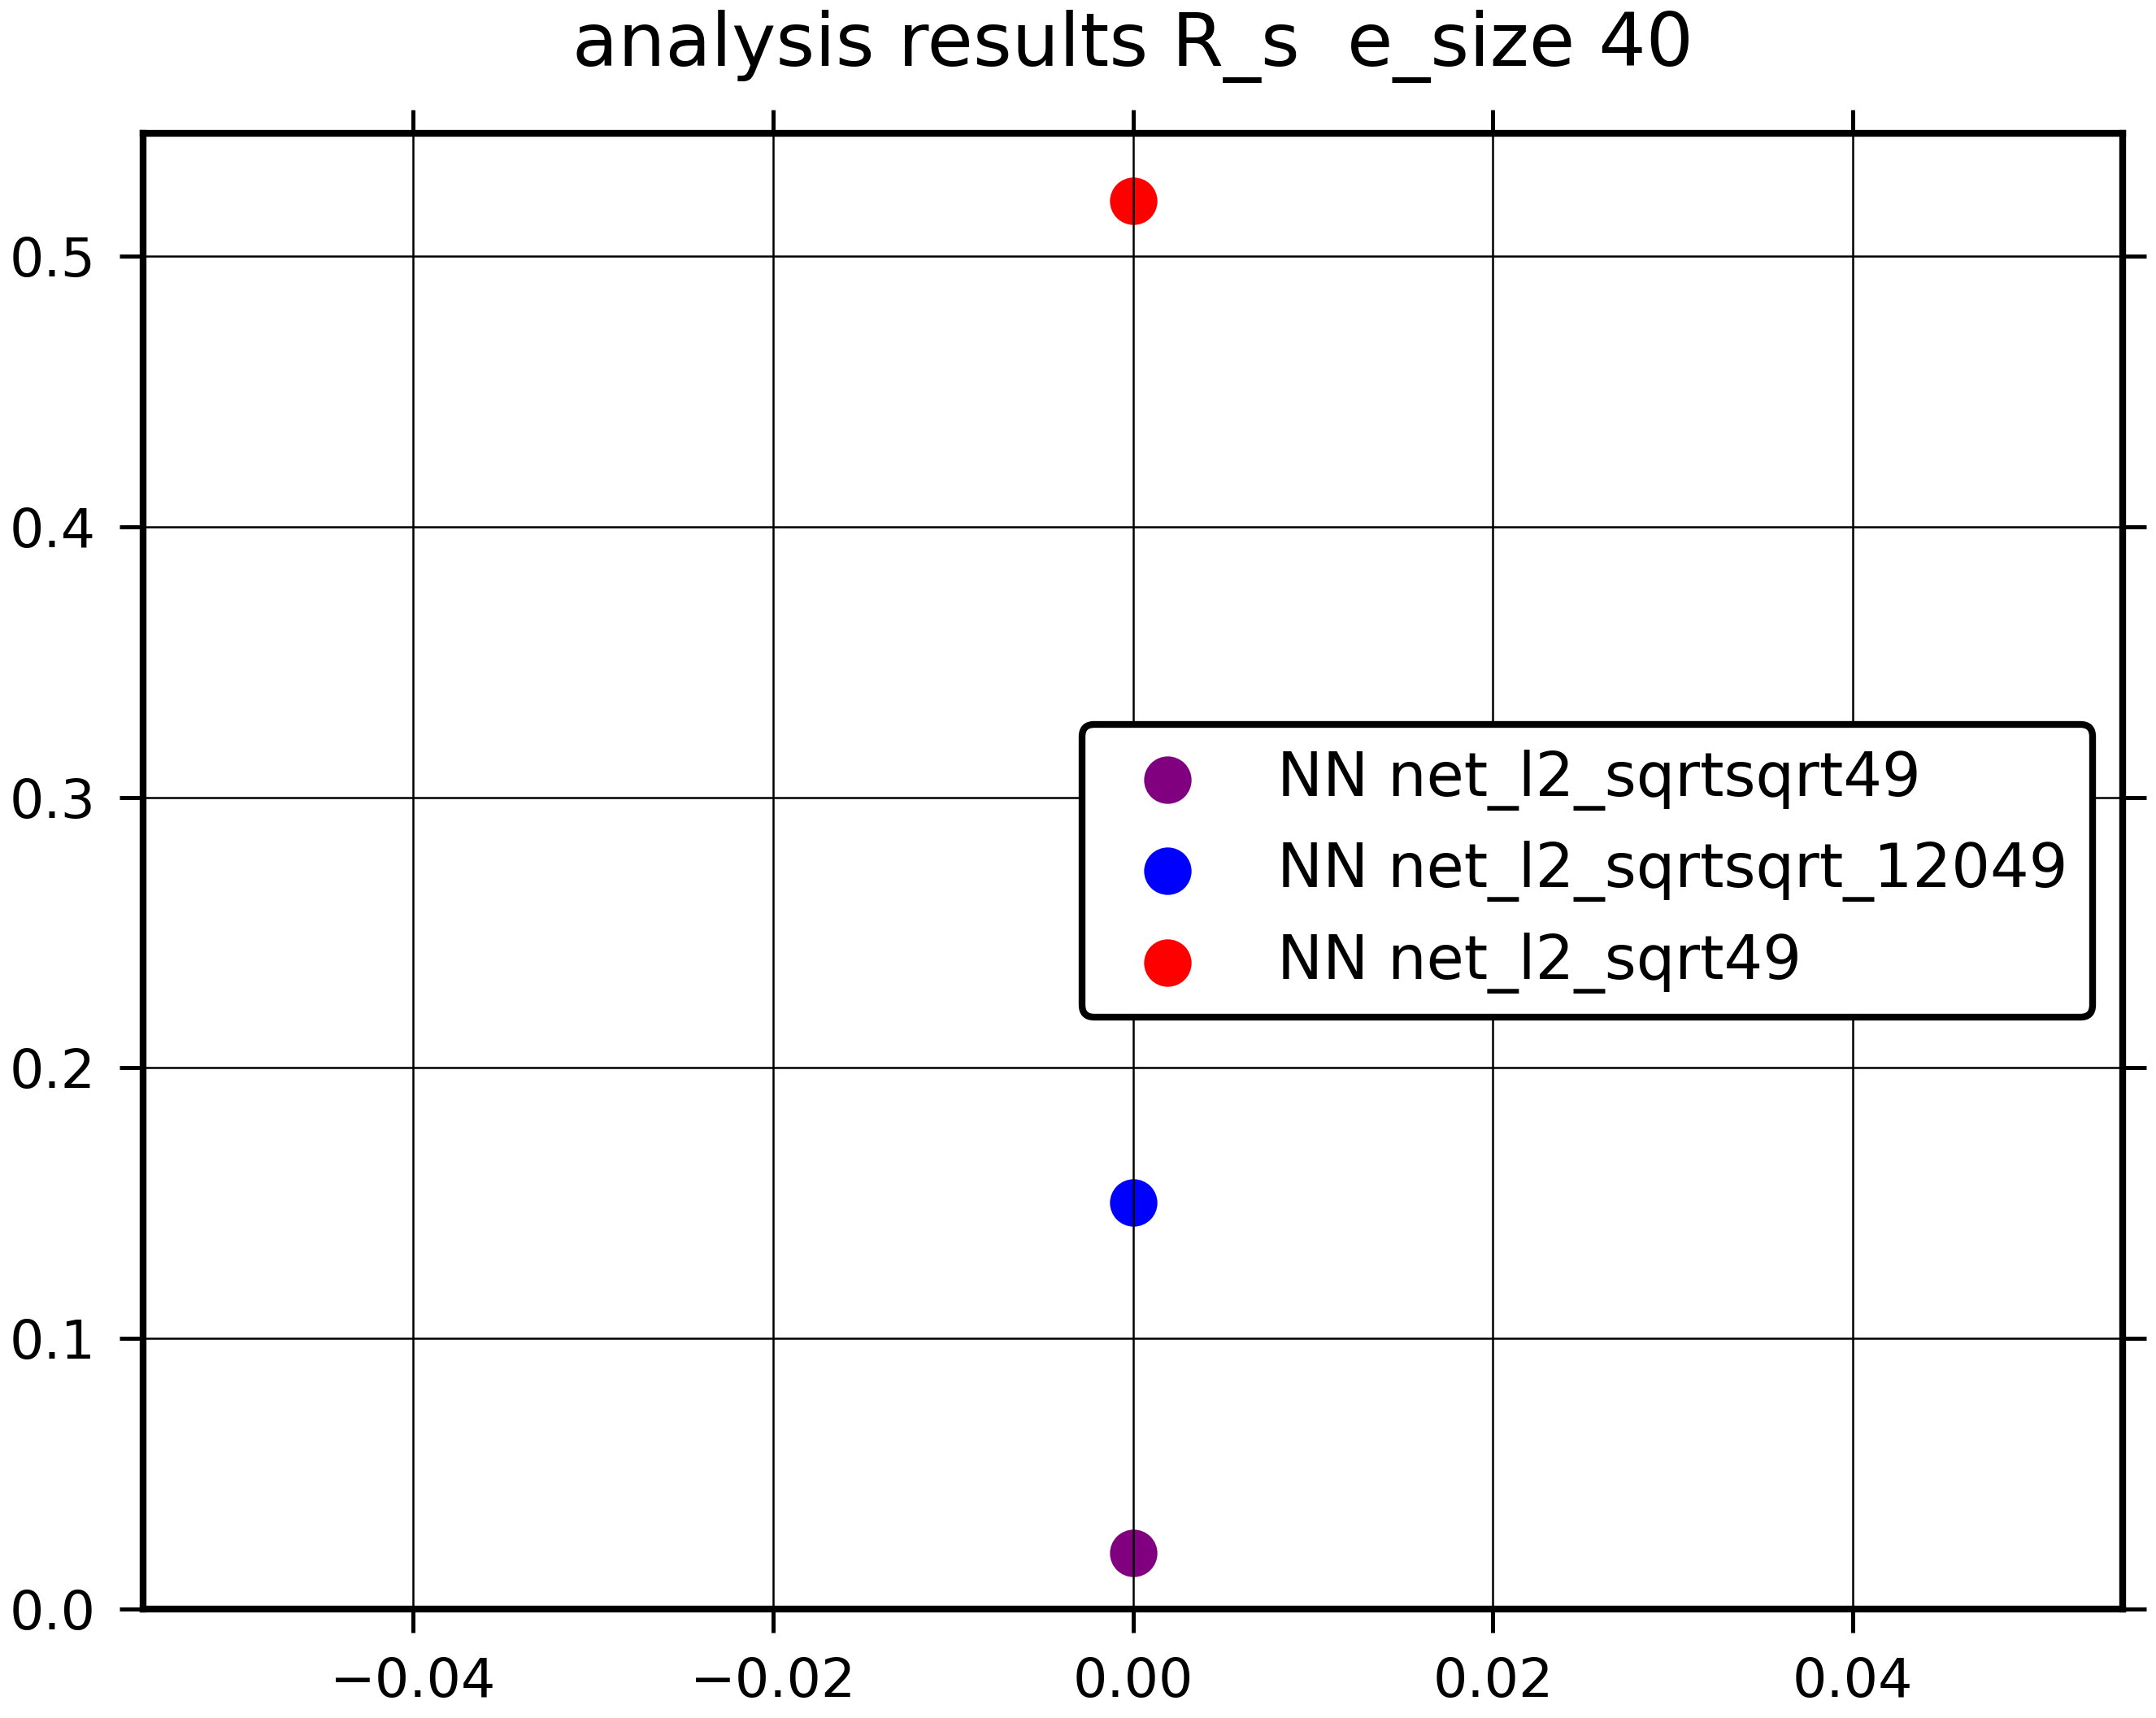 analysis results R_s  e_size 40
0.5
0.4
0.3
0.2
0.1
0.0
NN net_l2_sqrtsqrt49
NN net_l2_sqrtsqrt_12049
NN net_l2_sqrt49
−0.04 −0.02 0.00 0.02 0.04